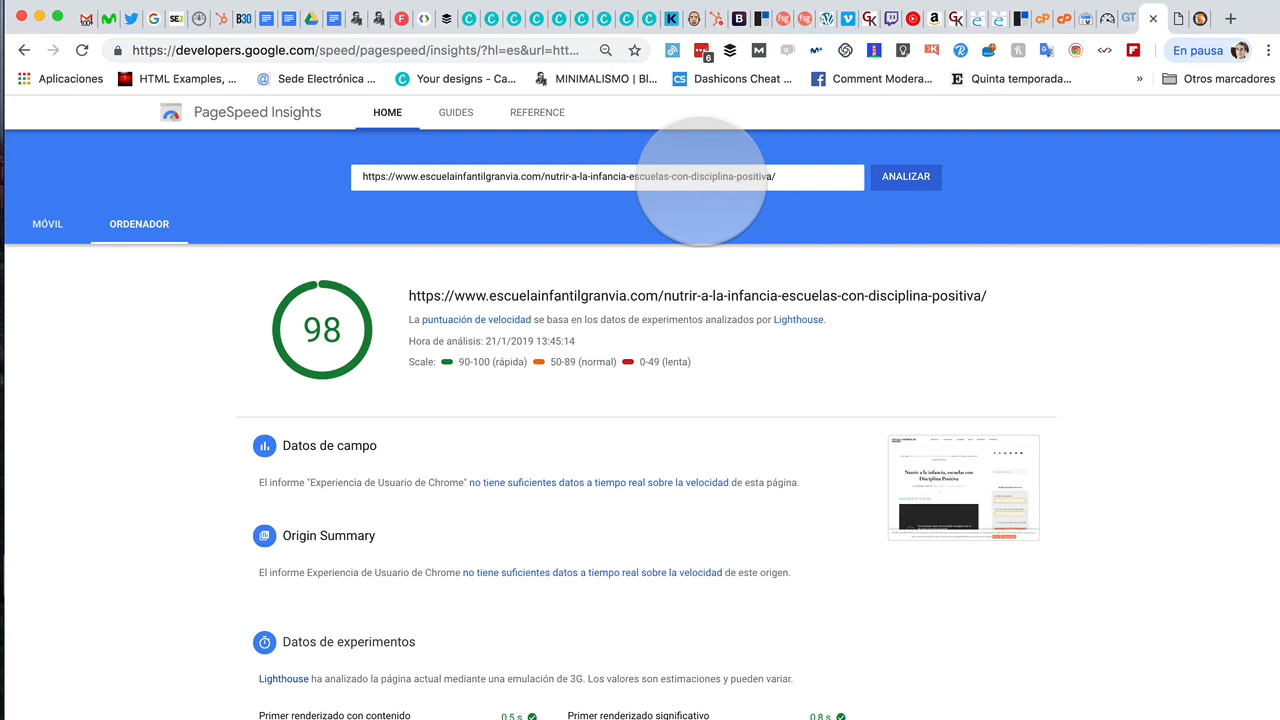 https://developers.google.com/speed/pagespeed/insights/?hl=es&url=htt...
6
En pausa
Aplicaciones
HTML Examples, ...
Sede Electrónica ...
Your designs - Ca...
MINIMALISMO | Bl...
Dashicons Cheat ...
Comment Modera...
Quinta temporada...
»
Otros marcadores
PageSpeed Insights
HOME
GUIDES
REFERENCE
https://www.escuelainfantilgranvia.com/nutrir-a-la-infancia-escuelas-con-disciplina-positiva/
ANALIZAR
MÓVIL
ORDENADOR
98
https://www.escuelainfantilgranvia.com/nutrir-a-la-infancia-escuelas-con-disciplina-positiva/
La puntuación de velocidad se basa en los datos de experimentos analizados por Lighthouse.
Hora de análisis: 21/1/2019 13:45:14
Scale: 90-100 (rápida) 50-89 (normal) 0-49 (lenta)
Datos de campo
El informe "Experiencia de Usuario de Chrome" no tiene suficientes datos a tiempo real sobre la velocidad de esta página.
Nutrir a la infancia, escuelas con
Disciplina Positiva
Origin Summary
El informe Experiencia de Usuario de Chrome no tiene suficientes datos a tiempo real sobre la velocidad de este origen.
Datos de experimentos
Lighthouse ha analizado la página actual mediante una emulación de 3G. Los valores son estimaciones y pueden variar.
Primer renderizado con contenido
0.5 s
Primer renderizado significativo
0.8 s